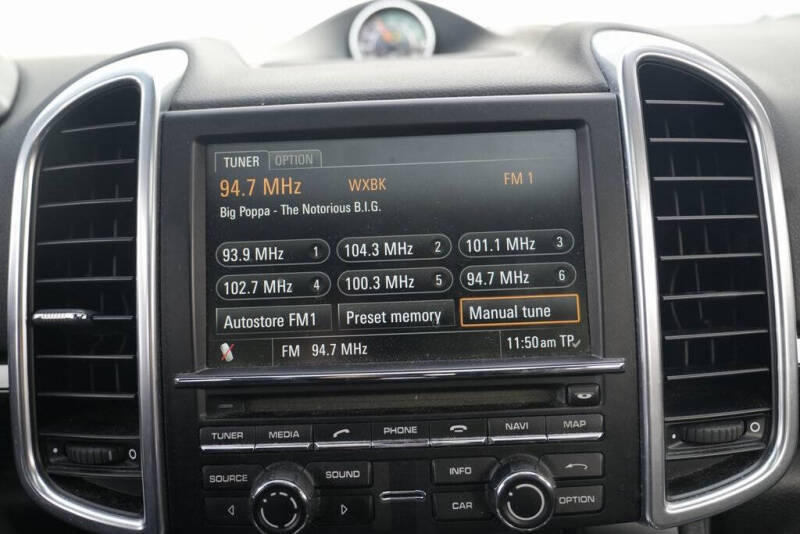 TUNER OPTION
94.7 MHz WXBK FM 1
Big Poppa - The Notorious B.I.G.
93.9 MHz 1 104.3 MHz 2 101.1 MHz 3
102.7 MHz 4 100.3 MHz 5 94.7 MHz 6
Autostore FM1 Preset memory Manual tune
FM 94.7 MHz 11:50 am TP
TUNER MEDIA PHONE NAVI MAP
SOURCE SOUND INFO
CAR OPTION